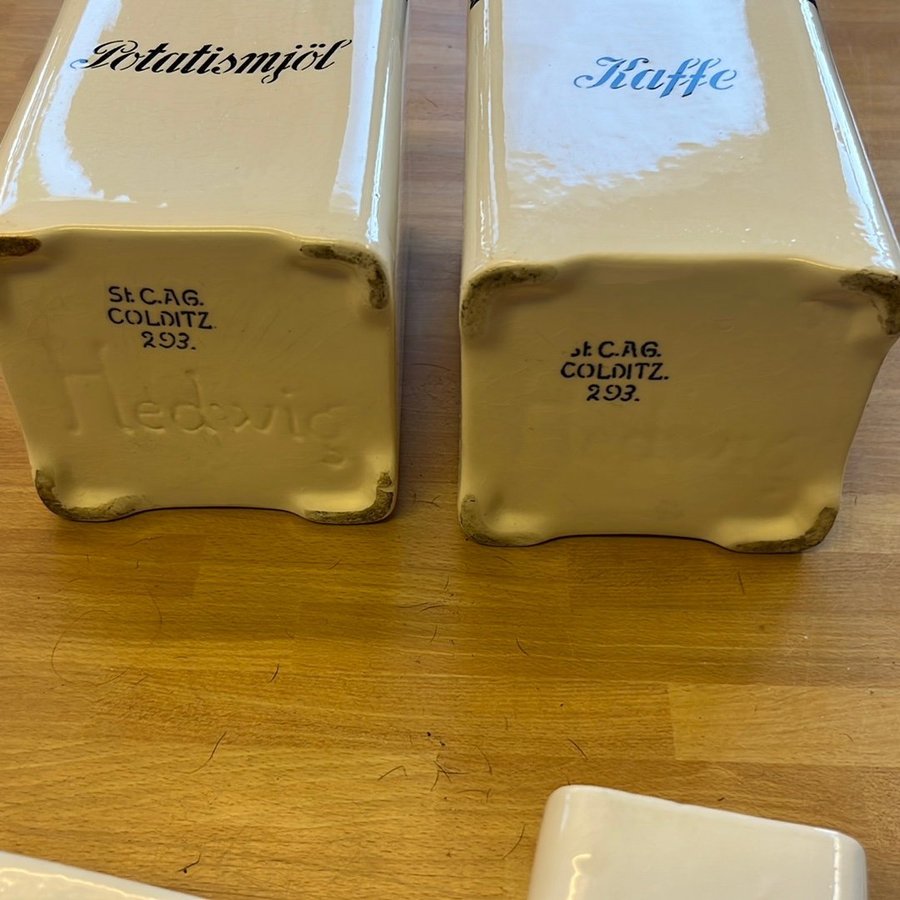 Potatismjöl
St. C. AG.
COLDITZ.
293.
Hedwig
Kaffe
St. C. AG.
COLDITZ.
293.